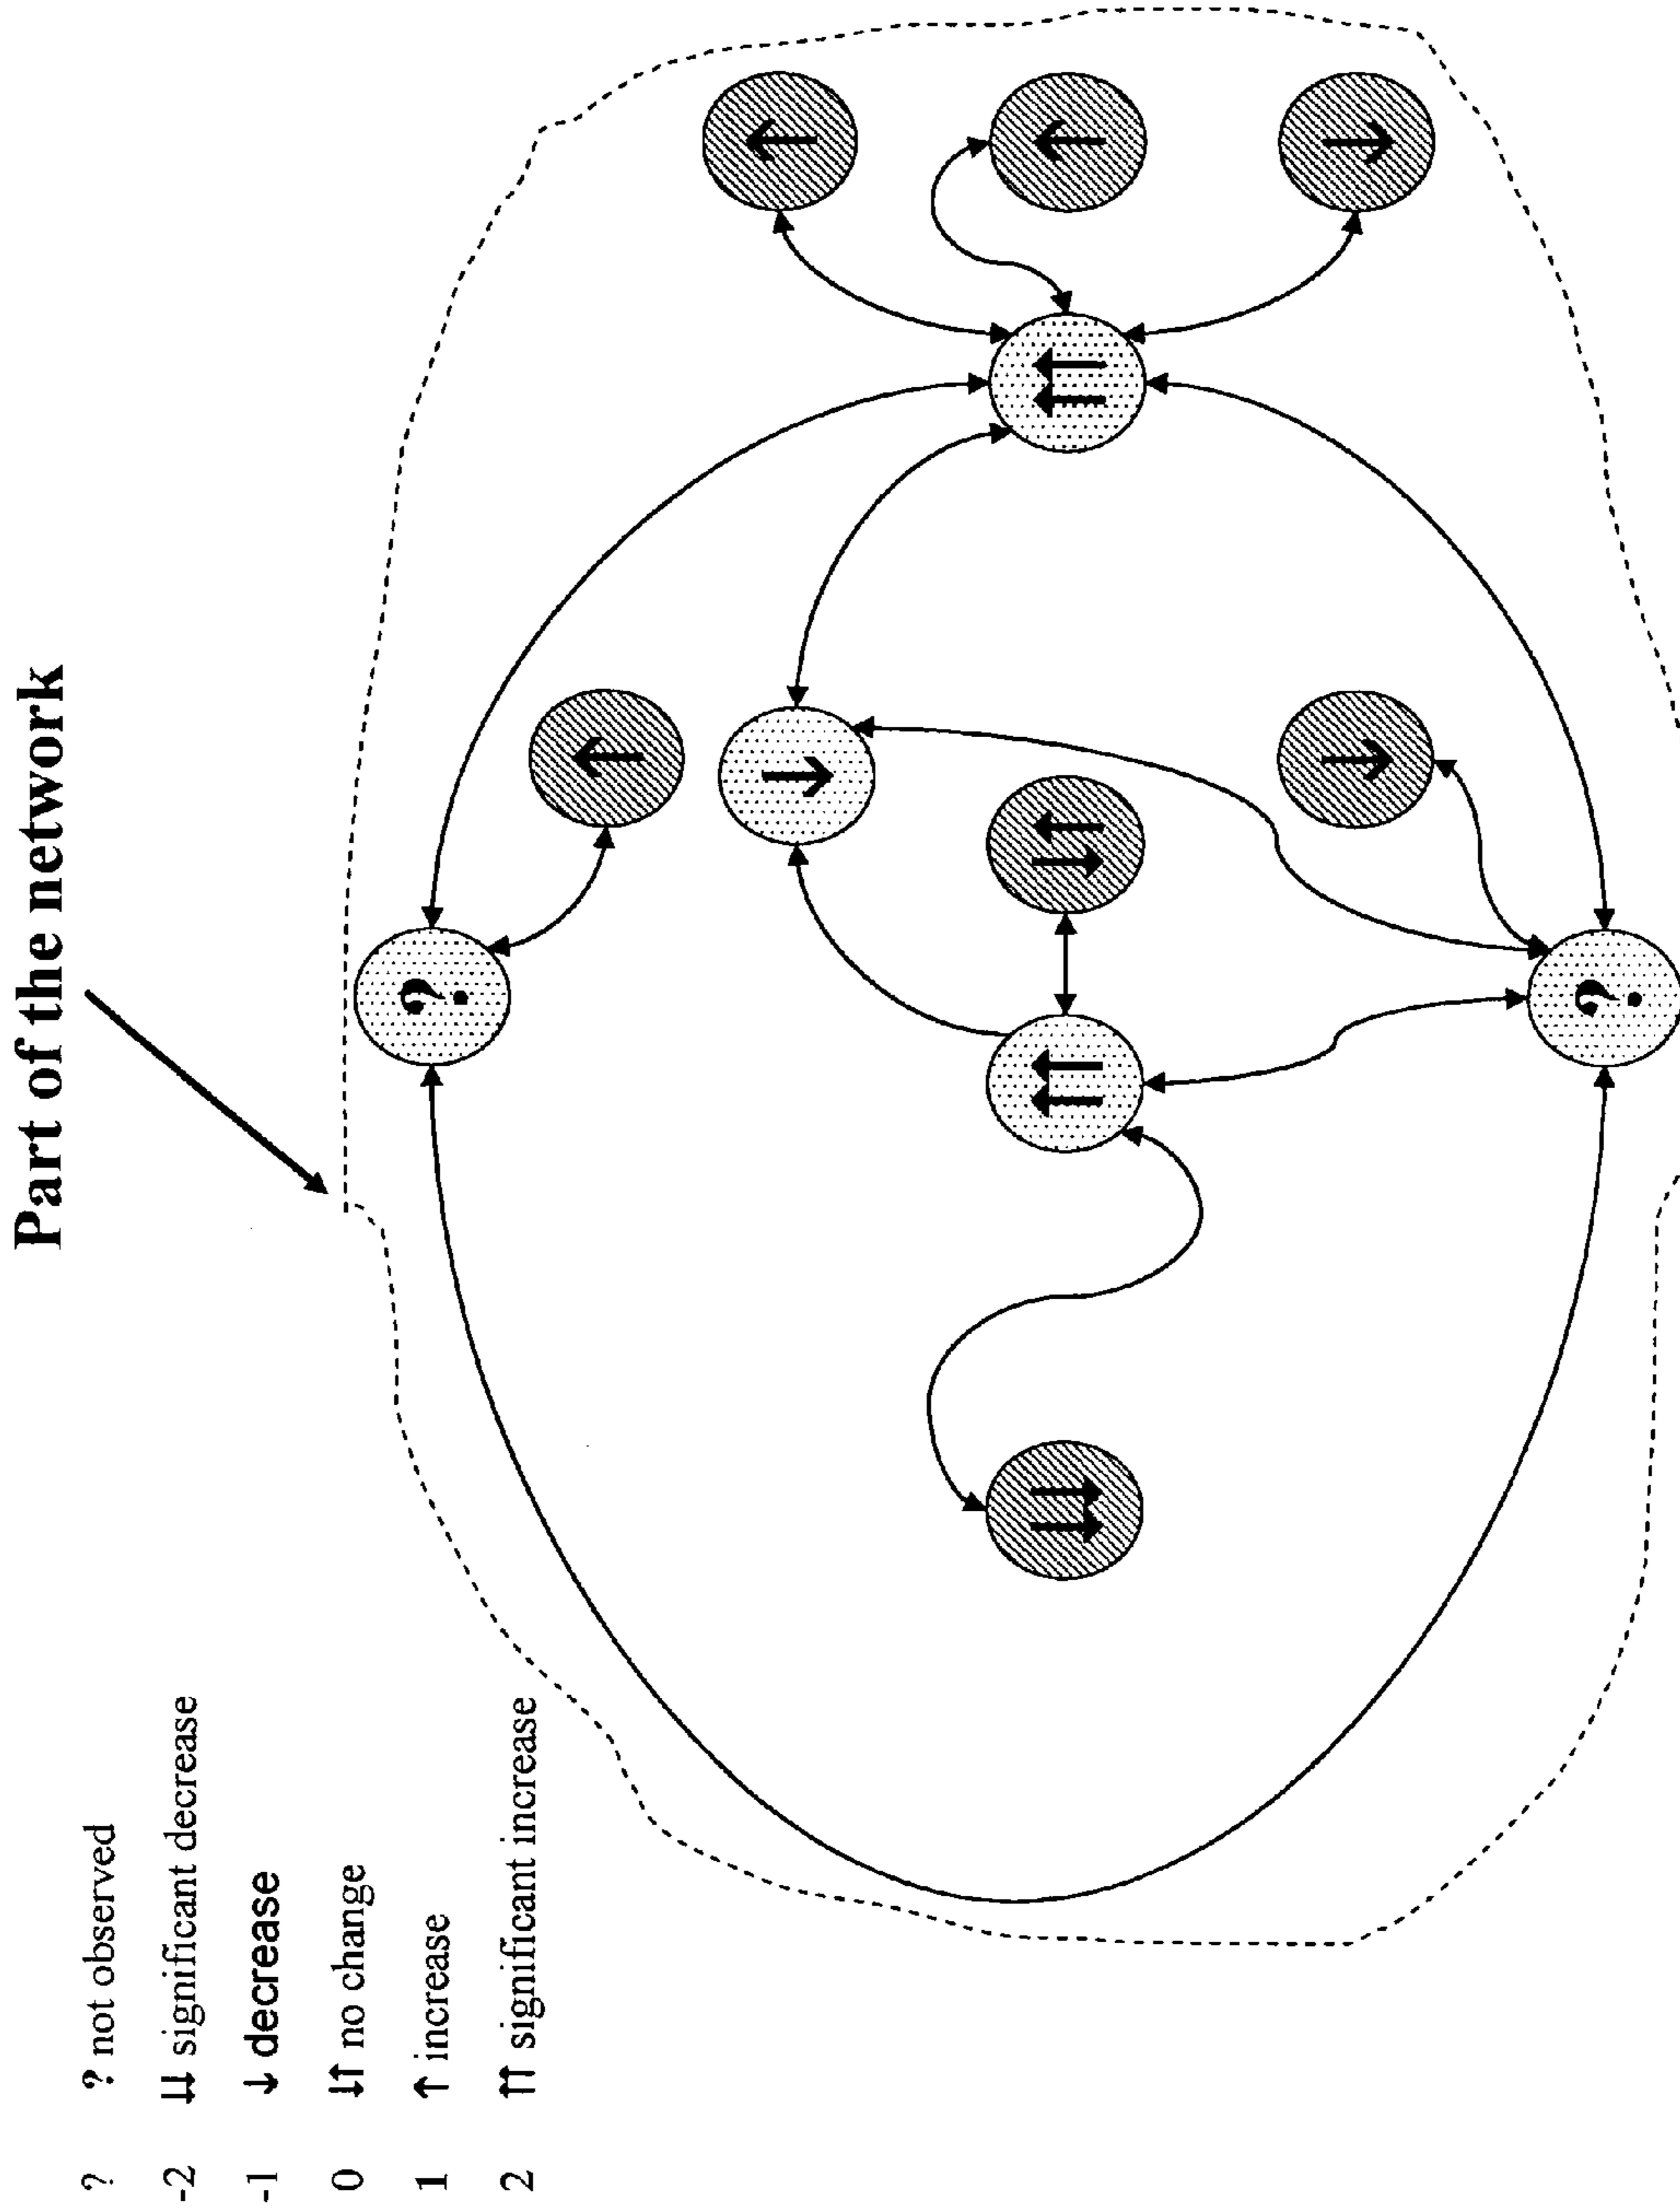 Part of the network
? ? not observed
-2 ⇊ significant decrease
-1 ↓ decrease
0 ↓↑ no change
1 ↑ increase
2 ⇈ significant increase
?
?